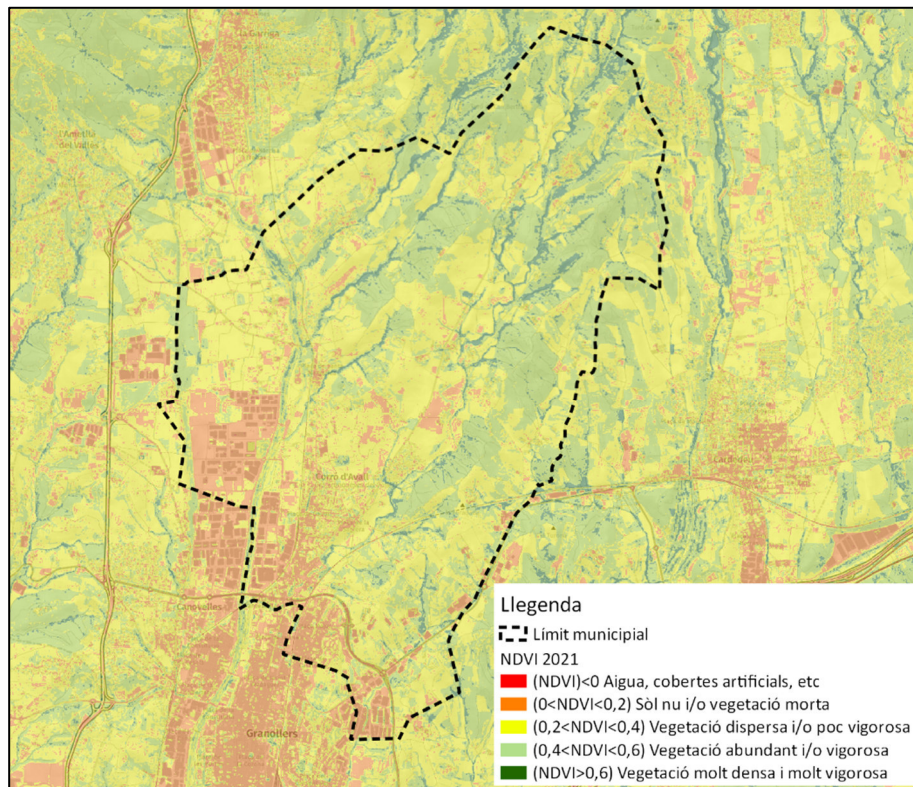 La Garriga
l'Ametlla
del Vallès
Corró d'Avall
Cardedeu
Canovelles
Granollers
Llegenda
Límit municipial
NDVI 2021
(NDVI)<0 Aigua, cobertes artificials, etc
(0<NDVI<0,2) Sòl nu i/o vegetació morta
(0,2<NDVI<0,4) Vegetació dispersa i/o poc vigorosa
(0,4<NDVI<0,6) Vegetació abundant i/o vigorosa
(NDVI>0,6) Vegetació molt densa i molt vigorosa